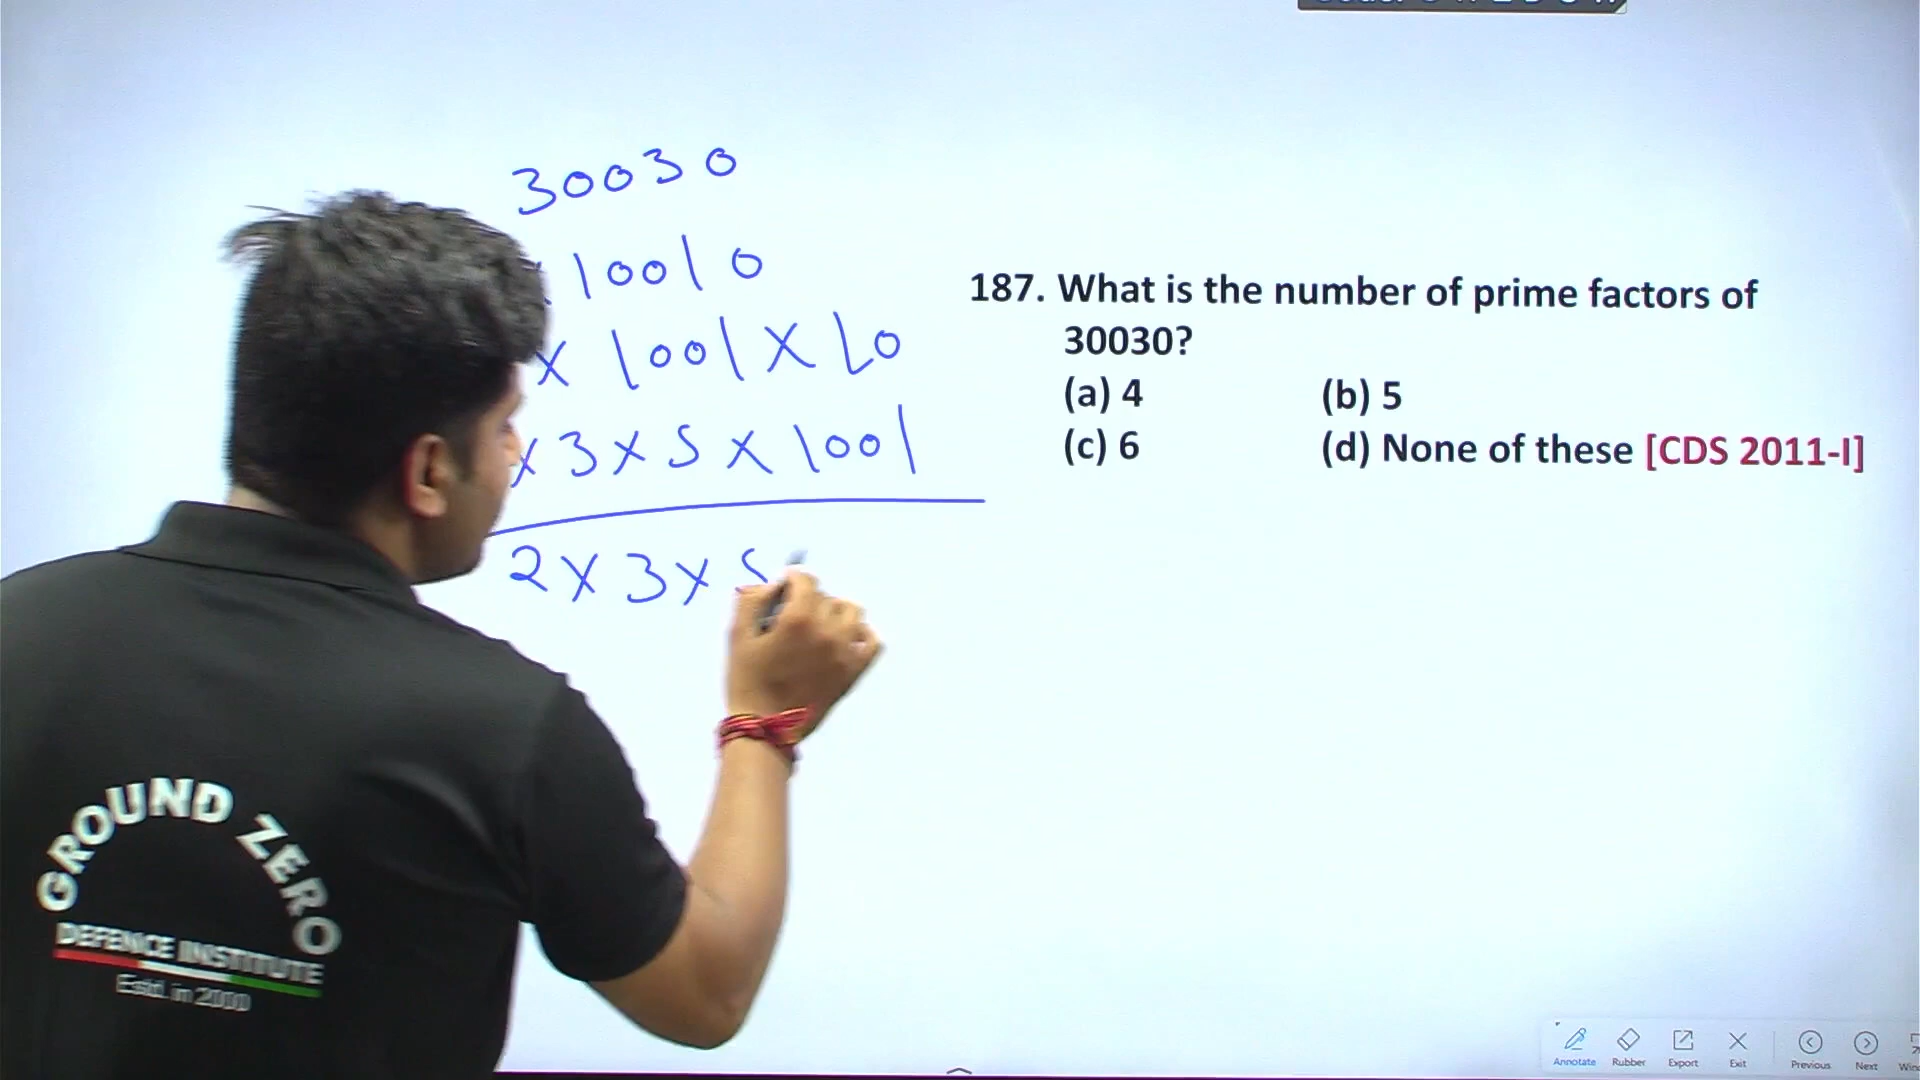 30030
10010
× 1001 × 10
× 3 × 5 × 1001
2 × 3 × 5
187. What is the number of prime factors of
30030?
(a) 4 (b) 5
(c) 6 (d) None of these [CDS 2011-I]
GROUND ZERO
DEFENCE INSTITUTE
Estd. in 2000
Annotate Rubber Export Exit Previous Next